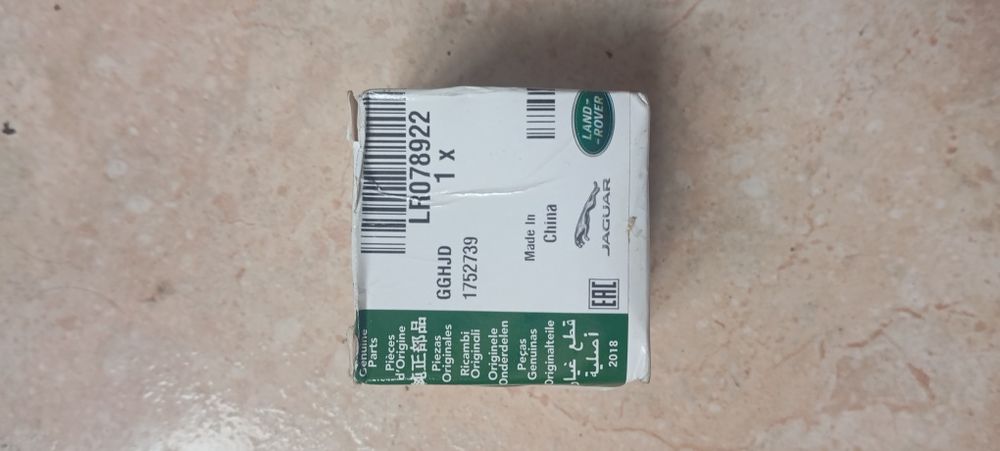 LR078922
1 x
GGHJD
1752739
Made In
China
LAND-
-ROVER
JAGUAR
EAC
Genuine
Parts
Pièces
d'Origine
純正部品
Piezas
Originales
Ricambi
Originali
Originele
Onderdelen
Peças
Genuínas
Originalteile
قطع غيار
أصلية
2018